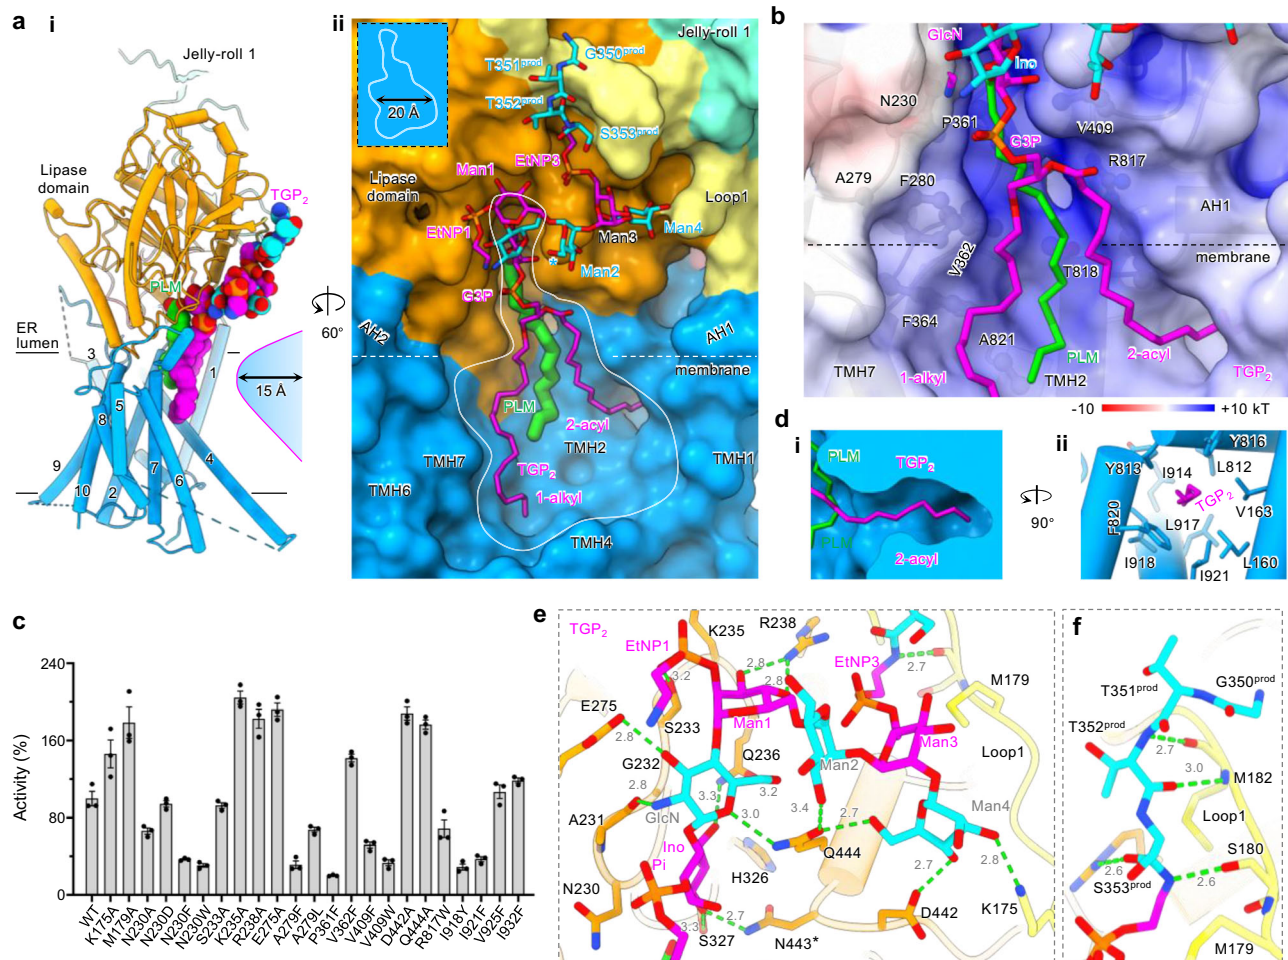 a
i
Jelly-roll 1
Lipase
domain
TGP2
PLM
ER
lumen
3
1
5
8
15 Å
9
7
4
10
2
6
60°
ii
20 Å
Jelly-roll 1
G350prod
T351prod
T352prod
S353prod
EtNP3
Man1
Lipase
domain
Loop1
EtNP1
Man3
Man4
*
Man2
G3P
AH2
AH1
membrane
PLM
2-acyl
TMH2
TMH7
TGP2
TMH1
TMH6
1-alkyl
TMH4
b
GlcN
Ino
N230
P361
V409
G3P
R817
A279
F280
AH1
V362
membrane
T818
F364
A821
PLM
2-acyl
TMH7
1-alkyl
TMH2
TGP2
-10
+10 kT
d
i
PLM
TGP2
PLM
2-acyl
90°
ii
Y816
Y813
I914
L812
TGP2
V163
F820
L917
I918
I921
L160
c
Activity (%)
240
160
80
0
WT
K175A
M179A
N230A
N230D
N230F
N230W
S233A
K235A
R238A
E275A
A279F
A279L
P361F
V362F
V409F
V409W
D442A
Q444A
R817W
I918Y
I921F
V925F
I932F
e
TGP2
K235
R238
EtNP1
EtNP3
2.8
2.7
3.2
2.8
M179
E275
S233
Man1
Man3
2.8
Loop1
G232
Q236
Man2
2.8
3.3
3.2
GlcN
3.0
3.4
2.7
Man4
A231
Ino
Q444
Pi
2.7
2.8
H326
N230
D442
K175
3.3
2.7
S327
N443*
f
T351prod
G350prod
T352prod
2.7
3.0
M182
Loop1
S180
2.6
S353prod
2.6
M179